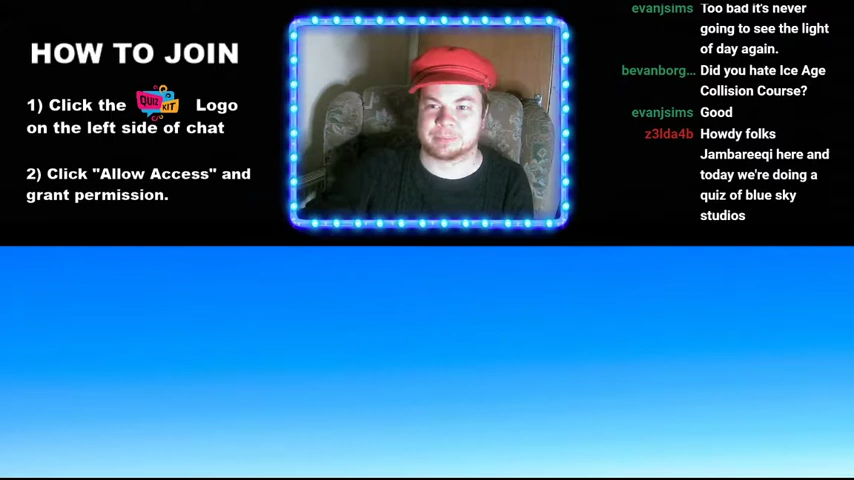 HOW TO JOIN
1) Click the QUIZ KIT Logo
on the left side of chat
2) Click "Allow Access" and
grant permission.
evanjsims Too bad it's never
going to see the light
of day again.
bevanborg... Did you hate Ice Age
Collision Course?
evanjsims Good
z3lda4b Howdy folks
Jambareeqi here and
today we're doing a
quiz of blue sky
studios